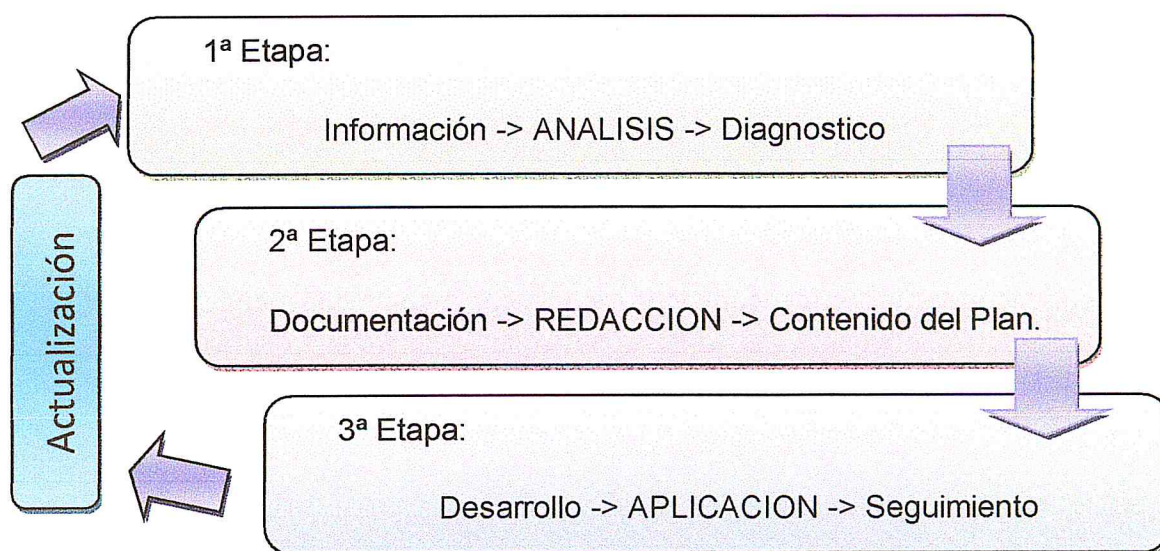 1ª Etapa:
Información -> ANALISIS -> Diagnostico
2ª Etapa:
Documentación -> REDACCION -> Contenido del Plan.
3ª Etapa:
Desarrollo -> APLICACION -> Seguimiento
Actualización